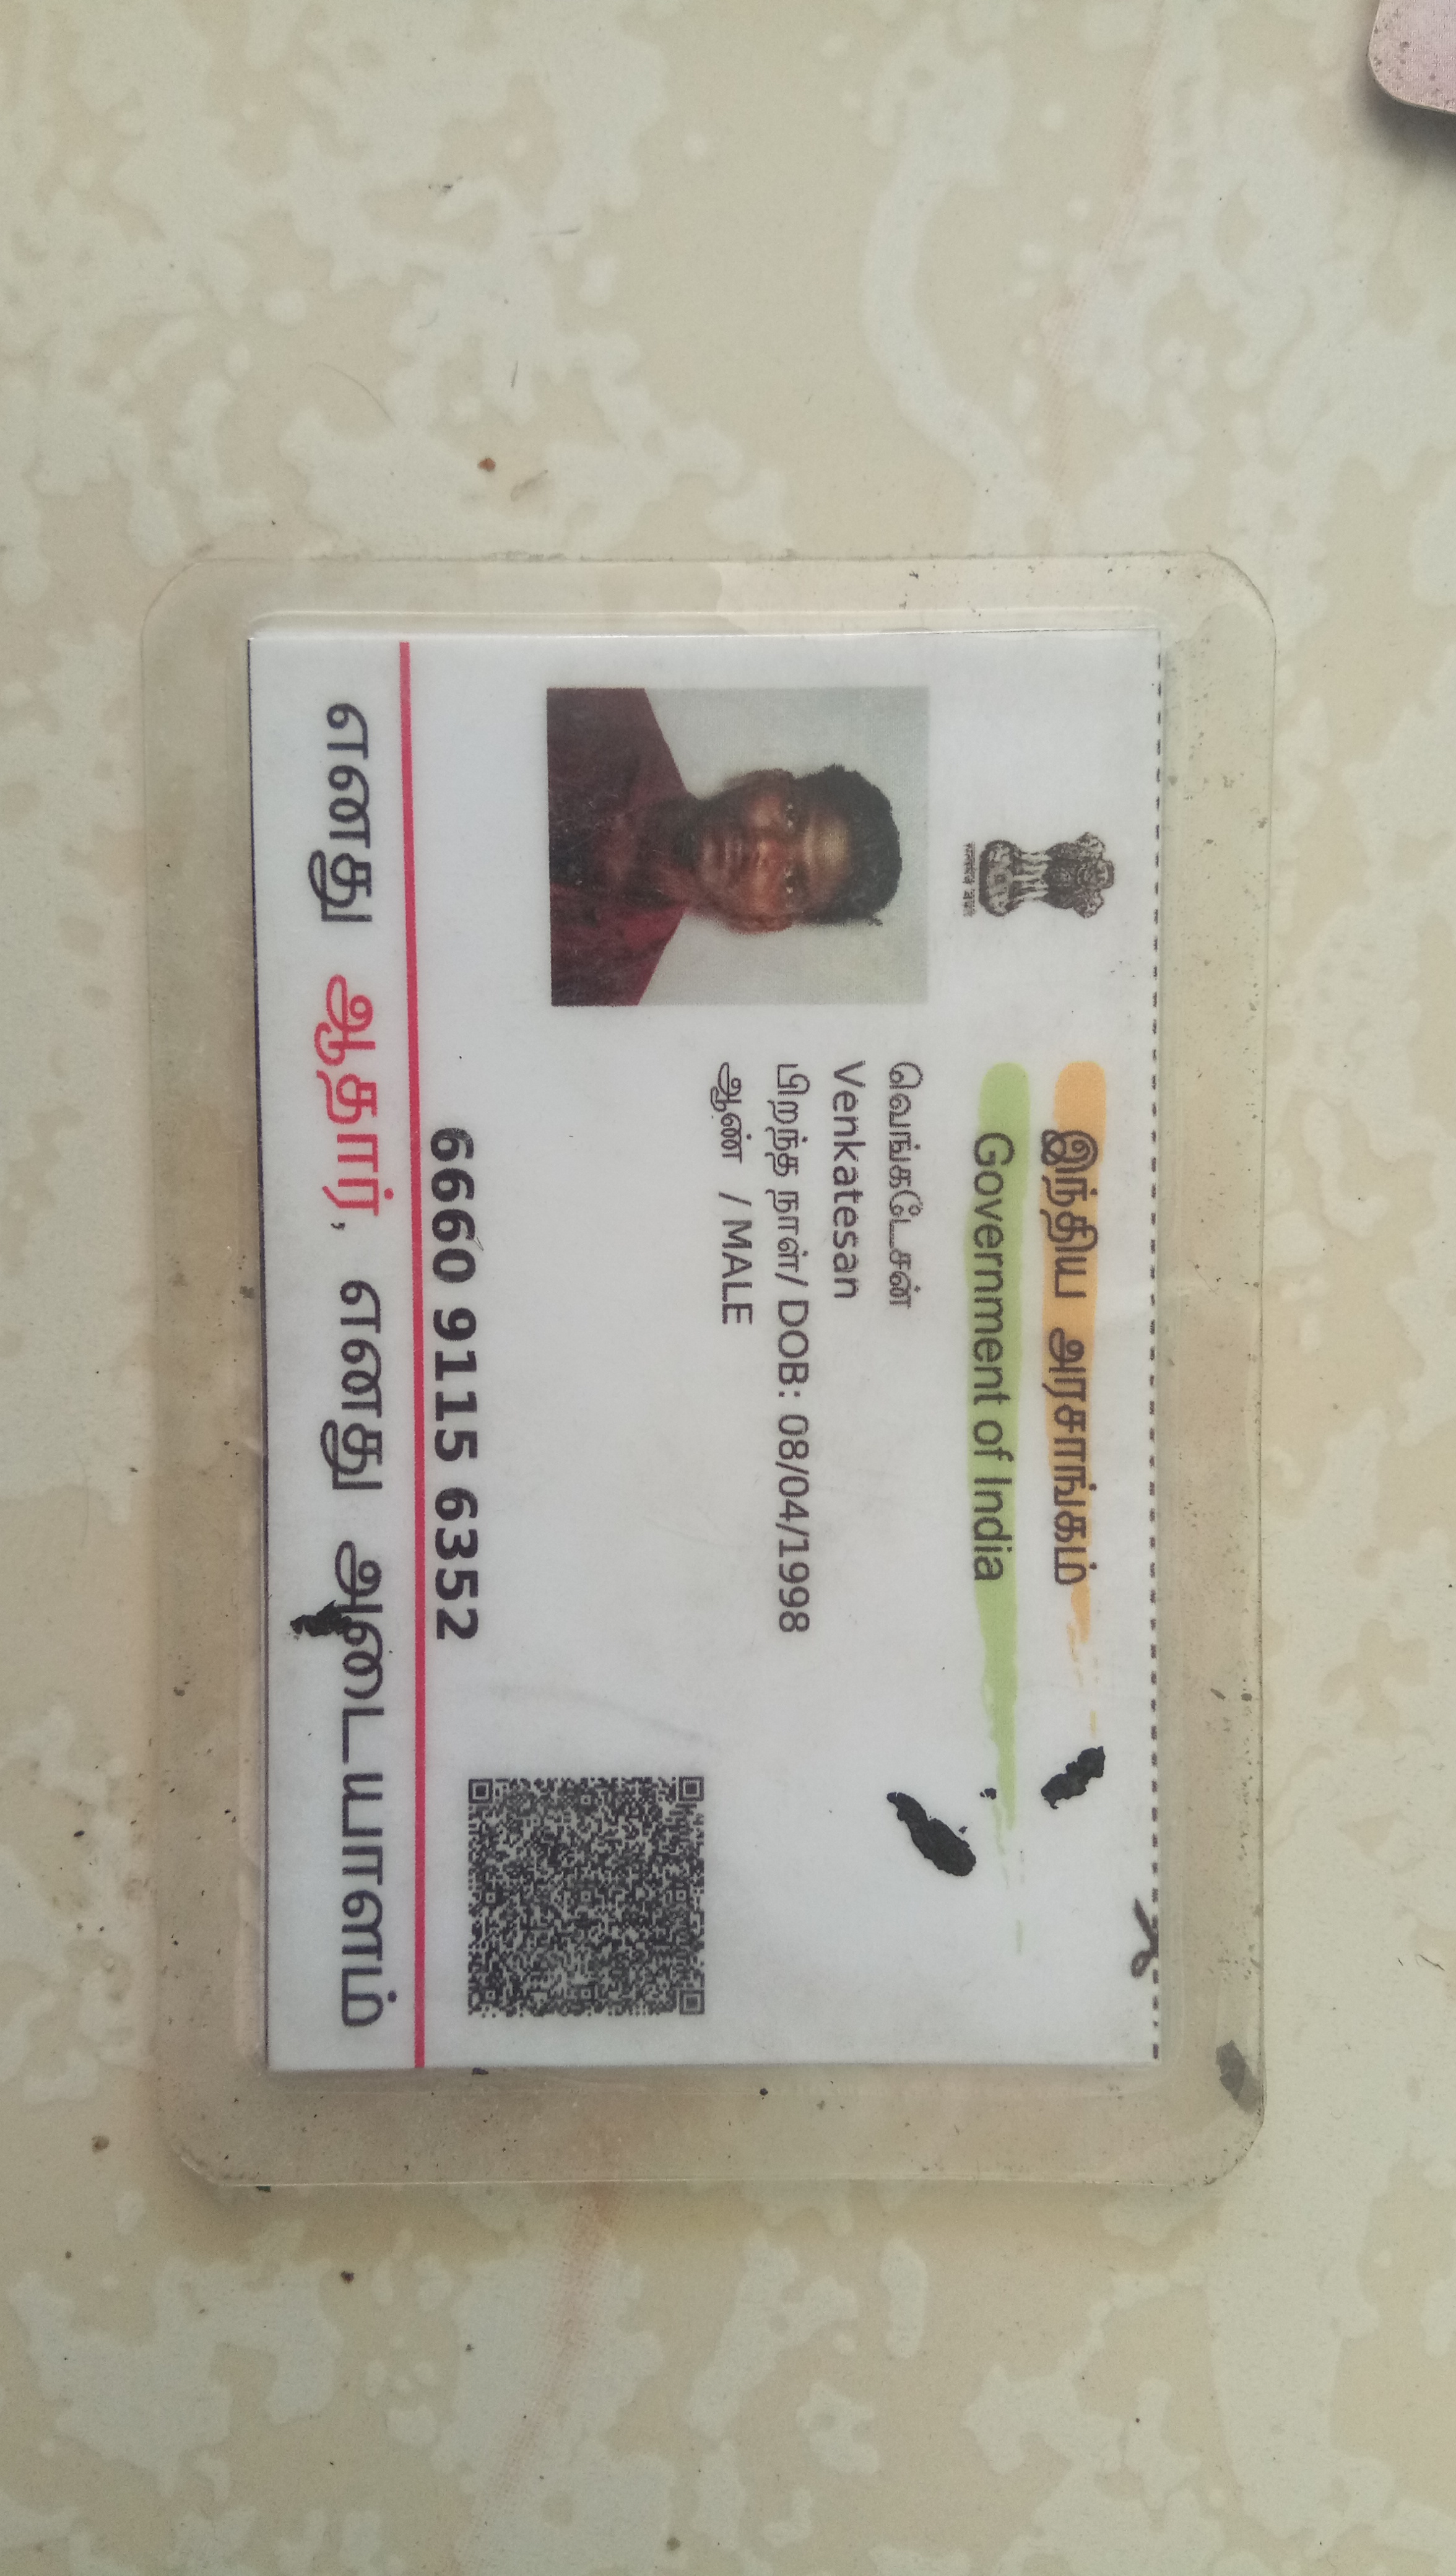 இந்திய அரசாங்கம்
Government of India
வெங்கடேசன்
Venkatesan
பிறந்த நாள்/ DOB: 08/04/1998
ஆண் / MALE
6660 9115 6352
எனது ஆதார், எனது அடையாளம்